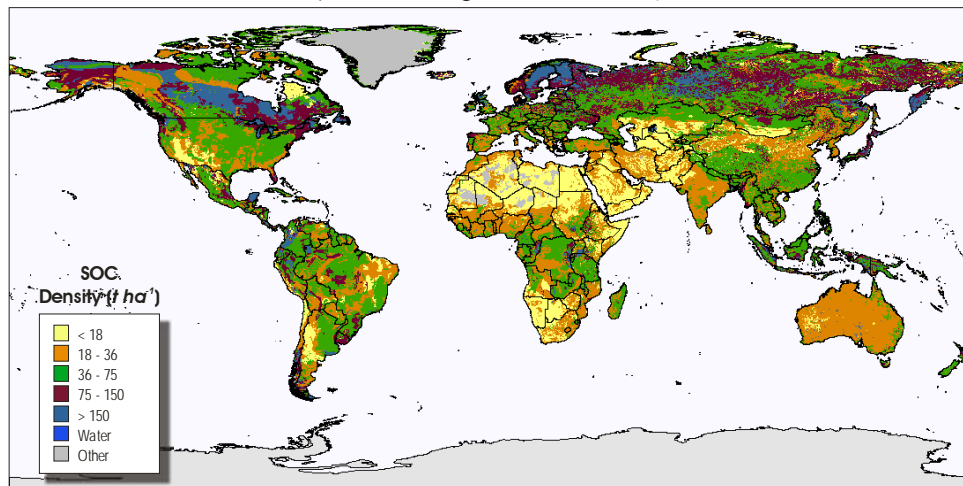 SOC
Density (t ha⁻¹)
< 18
18 - 36
36 - 75
75 - 150
> 150
Water
Other